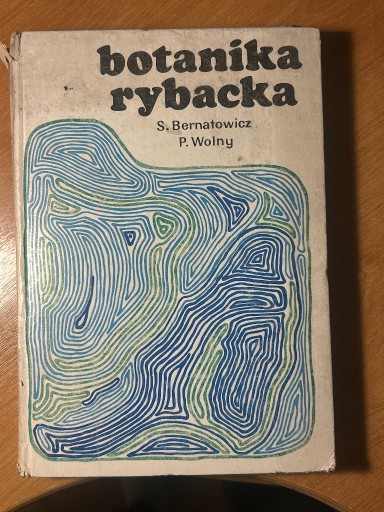 botanika
rybacka
S. Bernatowicz
P. Wolny